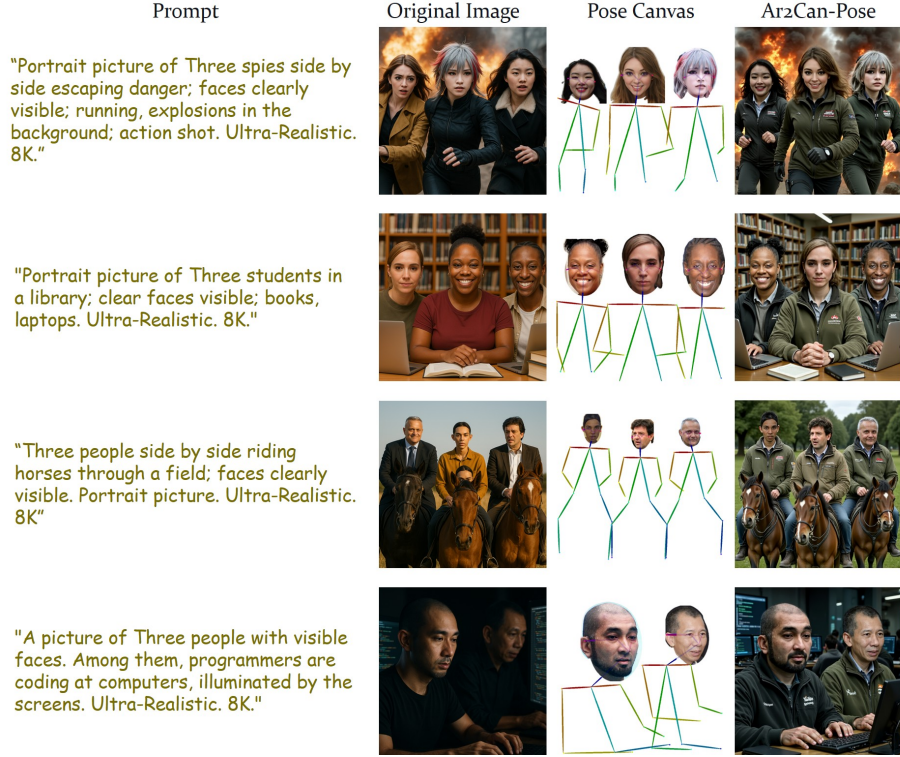 Prompt
Original Image
Pose Canvas
Ar2Can-Pose
“Portrait picture of Three spies side by
side escaping danger; faces clearly
visible; running, explosions in the
background; action shot. Ultra-Realistic.
8K.”
"Portrait picture of Three students in
a library; clear faces visible; books,
laptops. Ultra-Realistic. 8K."
“Three people side by side riding
horses through a field; faces clearly
visible. Portrait picture. Ultra-Realistic.
8K”
"A picture of Three people with visible
faces. Among them, programmers are
coding at computers, illuminated by the
screens. Ultra-Realistic. 8K."